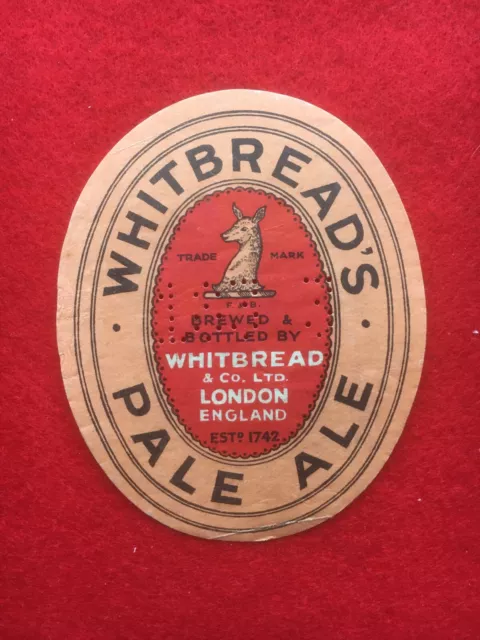 WHITBREAD'S
TRADE MARK
BREWED &
BOTTLED BY
WHITBREAD
& CO. LTD.
LONDON
ENGLAND
ESTD 1742
· PALE ALE ·